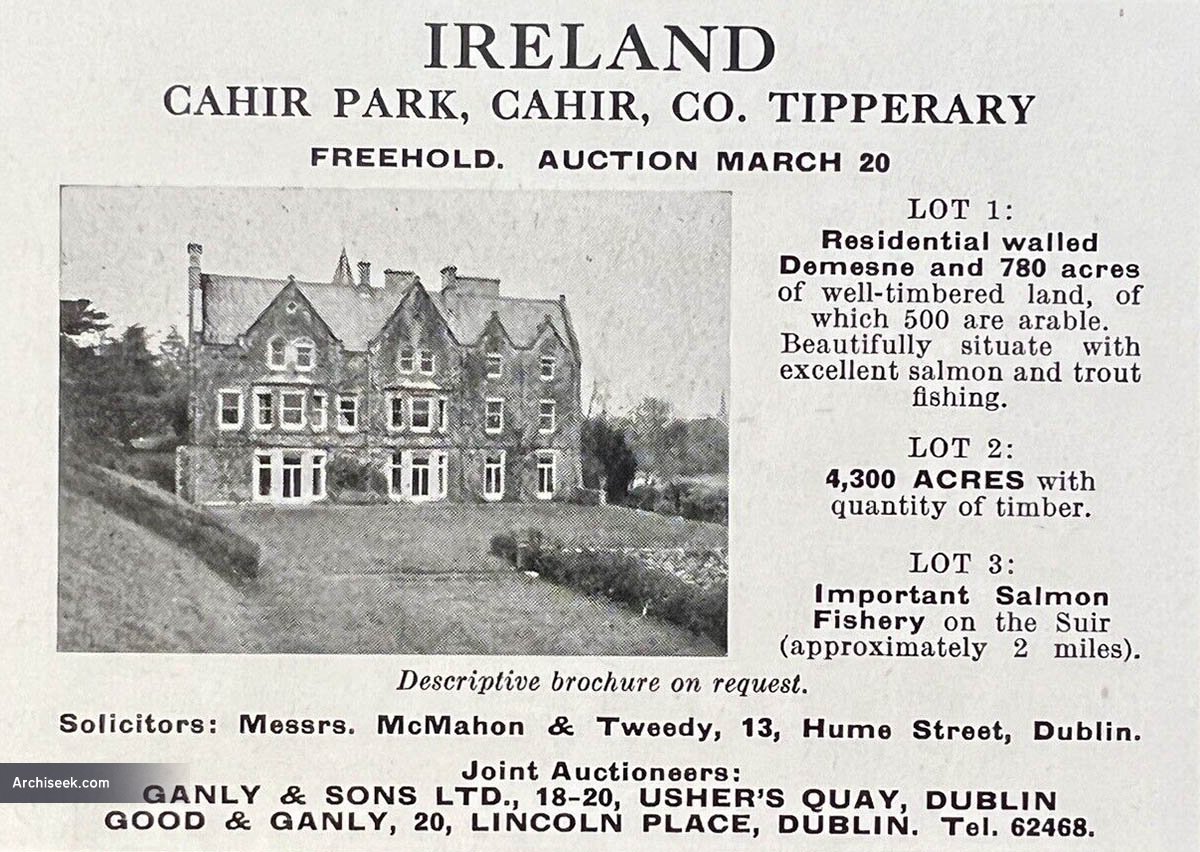 IRELAND
CAHIR PARK, CAHIR, CO. TIPPERARY
FREEHOLD. AUCTION MARCH 20
LOT 1:
Residential walled
Demesne and 780 acres
of well-timbered land, of
which 500 are arable.
Beautifully situate with
excellent salmon and trout
fishing.
LOT 2:
4,300 ACRES with
quantity of timber.
LOT 3:
Important Salmon
Fishery on the Suir
(approximately 2 miles).
Descriptive brochure on request.
Solicitors: Messrs. McMahon & Tweedy, 13, Hume Street, Dublin.
Joint Auctioneers:
Archiseek.com
GANLY & SONS LTD., 18-20, USHER'S QUAY, DUBLIN
GOOD & GANLY, 20, LINCOLN PLACE, DUBLIN. Tel. 62468.